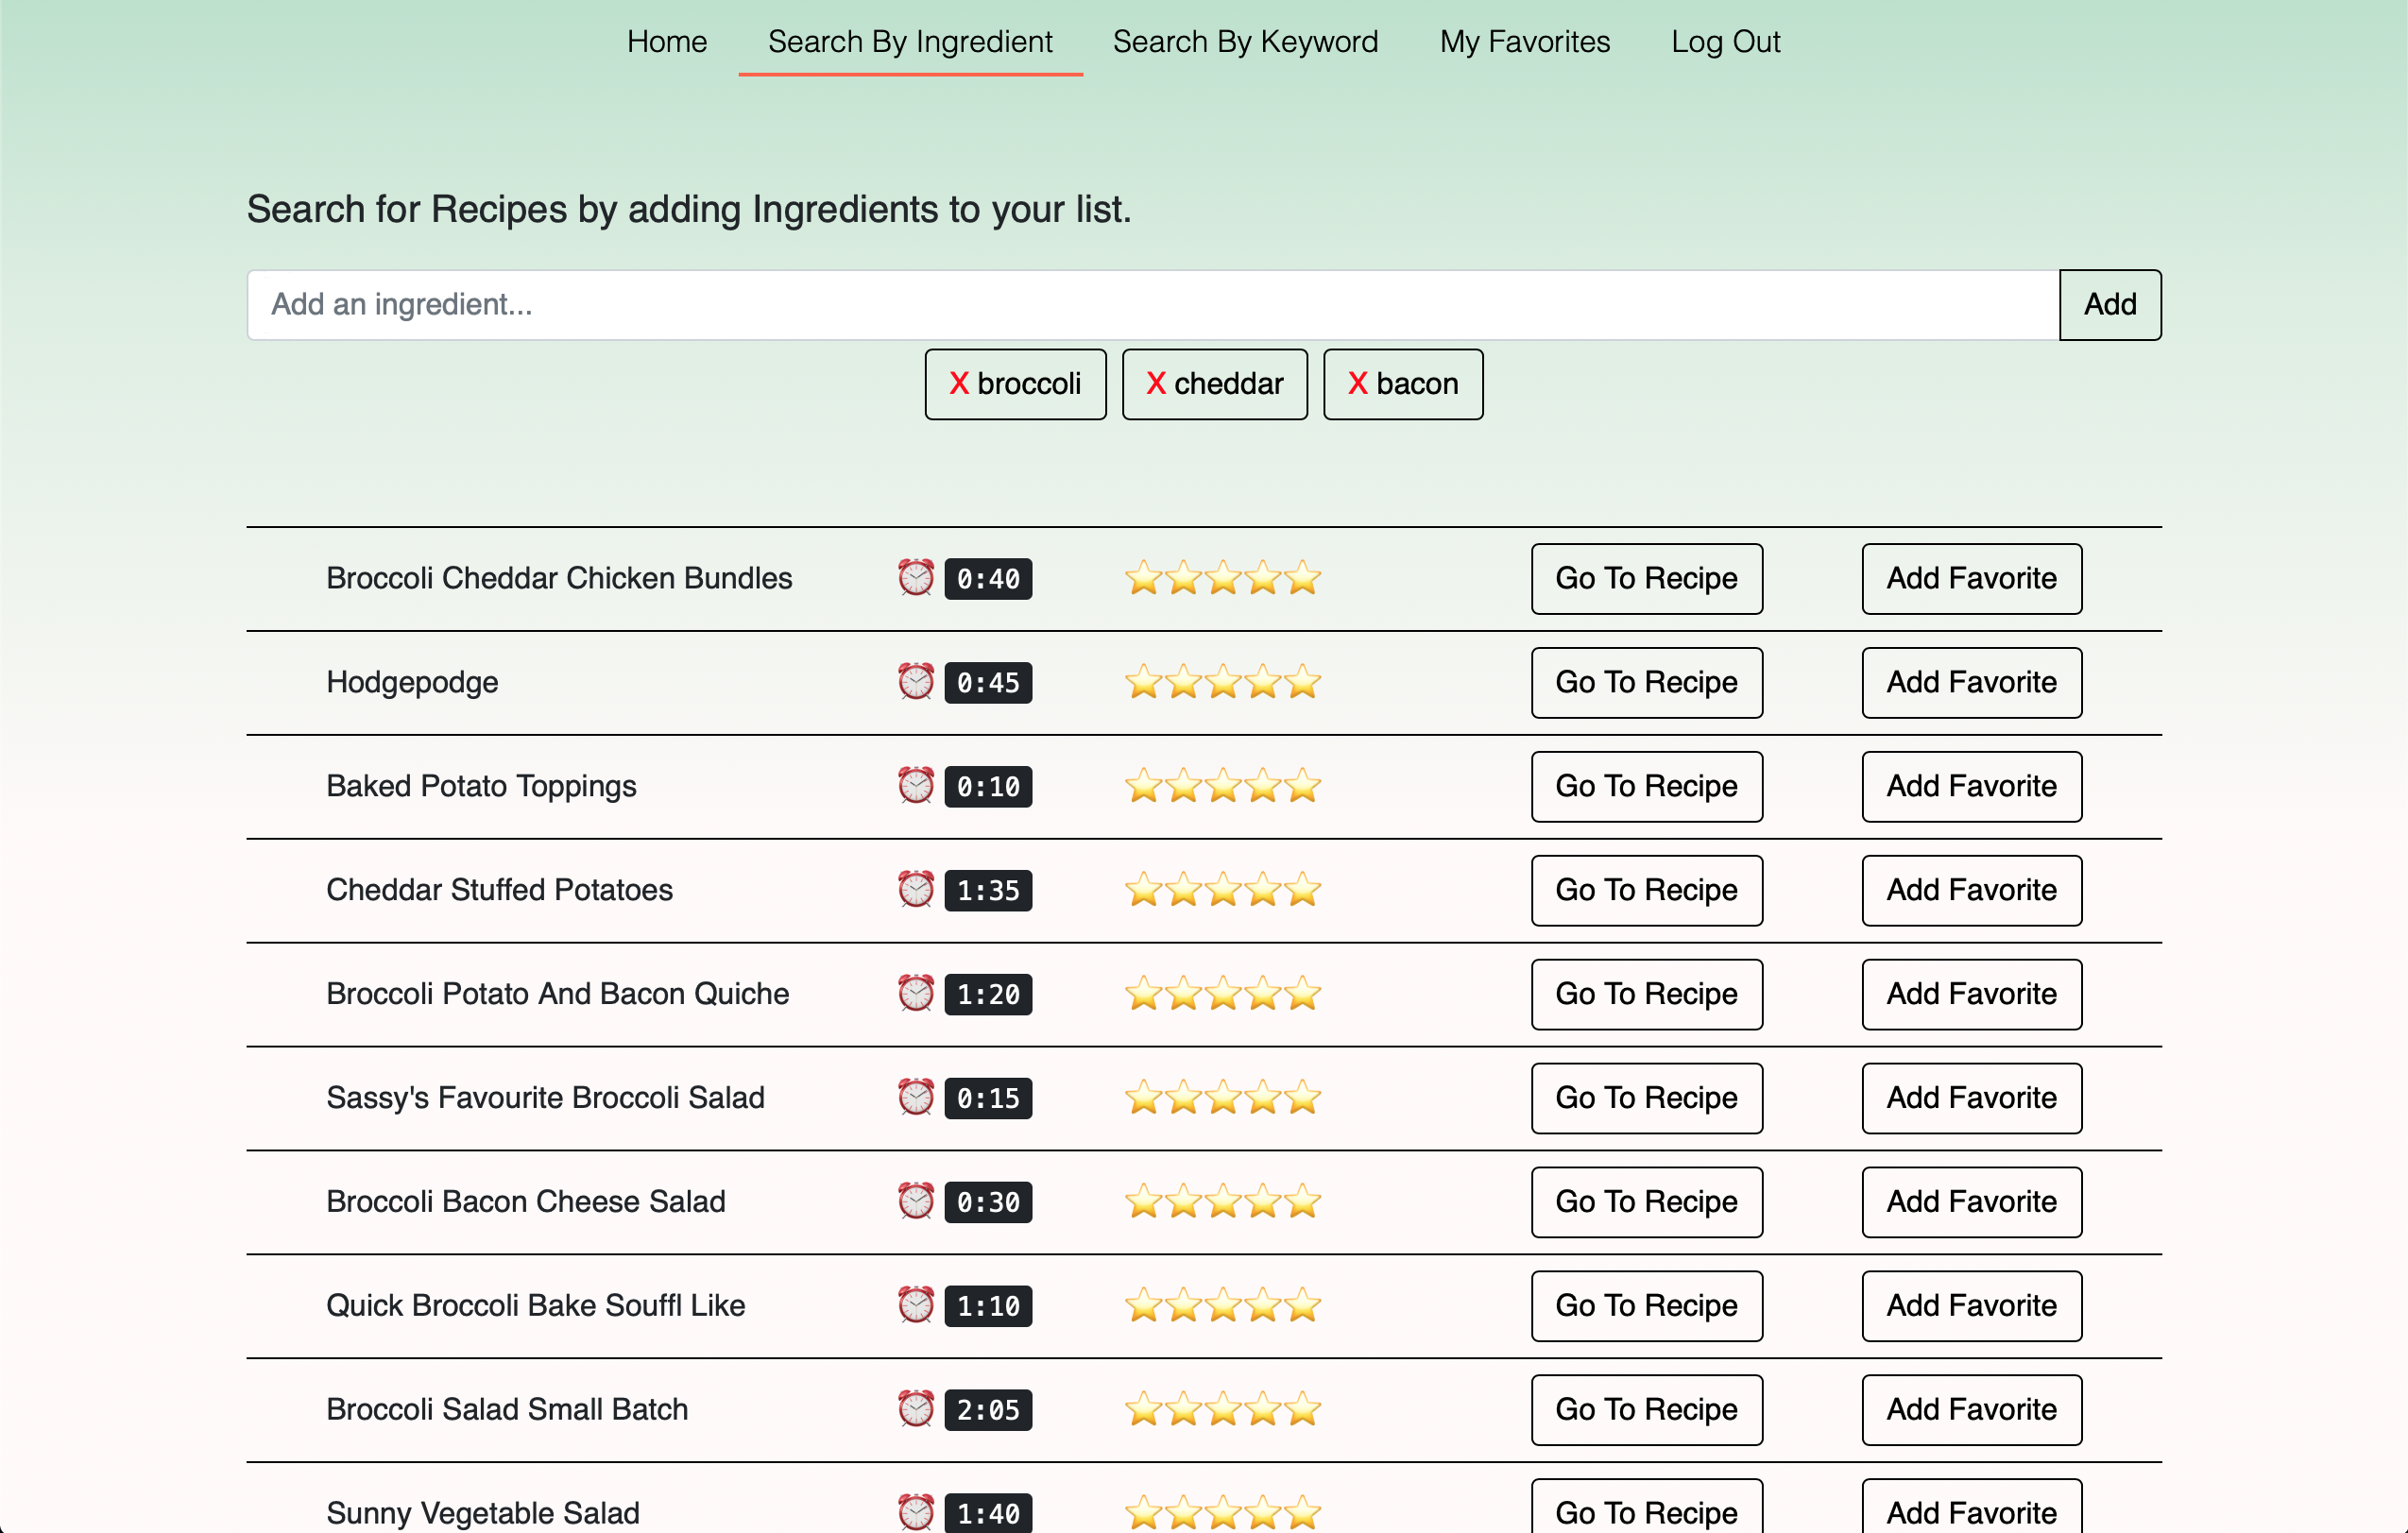 Home Search By Ingredient Search By Keyword My Favorites Log Out
Search for Recipes by adding Ingredients to your list.
Add an ingredient... Add
X broccoli X cheddar X bacon
Broccoli Cheddar Chicken Bundles 0:40 Go To Recipe Add Favorite
Hodgepodge 0:45 Go To Recipe Add Favorite
Baked Potato Toppings 0:10 Go To Recipe Add Favorite
Cheddar Stuffed Potatoes 1:35 Go To Recipe Add Favorite
Broccoli Potato And Bacon Quiche 1:20 Go To Recipe Add Favorite
Sassy's Favourite Broccoli Salad 0:15 Go To Recipe Add Favorite
Broccoli Bacon Cheese Salad 0:30 Go To Recipe Add Favorite
Quick Broccoli Bake Souffl Like 1:10 Go To Recipe Add Favorite
Broccoli Salad Small Batch 2:05 Go To Recipe Add Favorite
Sunny Vegetable Salad 1:40 Go To Recipe Add Favorite